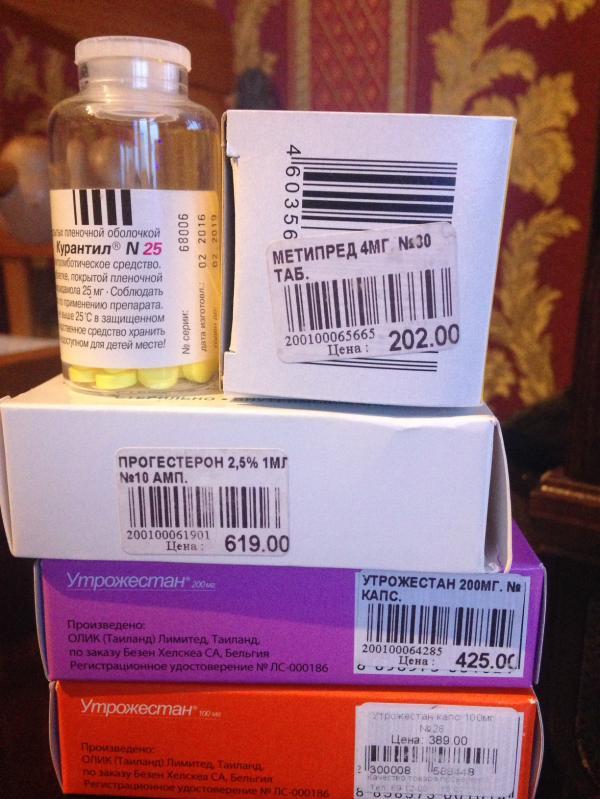 пленочной оболочкой
Курантил® N 25
средство.
покрытой пленочной
25 мг · Соблюдать
применению препарата.
выше 25°С в защищенном
средство хранить
недоступном для детей месте!
№ серии: 68006
дата изготовл.: 02 2016
02 2019
4 60356
МЕТИПРЕД 4МГ. №30
ТАБ.
200100065665
Цена : 202.00
ПРОГЕСТЕРОН 2,5% 1МЛ
№10 АМП.
200100061901
Цена : 619.00
Утрожестан® 200 мг
Произведено:
ОЛИК (Таиланд) Лимитед, Таиланд,
по заказу Безен Хелскеа СА, Бельгия
Регистрационное удостоверение № ЛС-000186
УТРОЖЕСТАН 200МГ. №
КАПС.
200100064285
Цена : 425.00
Утрожестан® 100 мг
Произведено:
ОЛИК (Таиланд) Лимитед, Таиланд,
по заказу Безен Хелскеа СА, Бельгия
Регистрационное удостоверение № ЛС-000186
Утрожестан капс 100мг
№28
Цена: 389.00
2 300008 588448